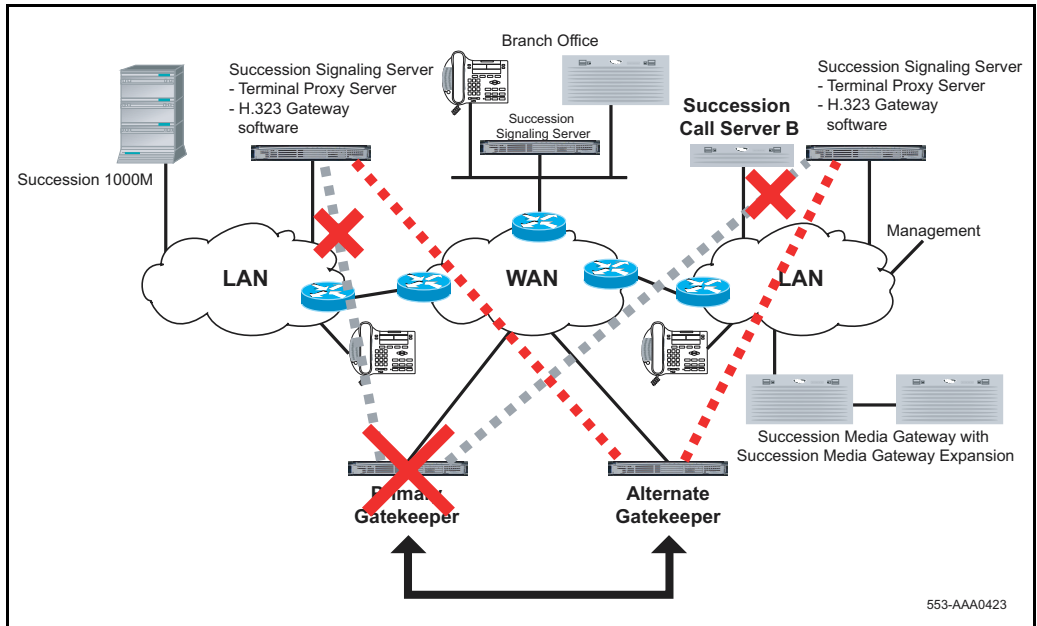 Branch Office
Succession Signaling Server
- Terminal Proxy Server
- H.323 Gateway
software
Succession Signaling Server
- Terminal Proxy Server
- H.323 Gateway
software
Succession
Signaling Server
Succession
Call Server B
Succession 1000M
Management
LAN
WAN
LAN
Succession Media Gateway with
Succession Media Gateway Expansion
Primary
Gatekeeper
Alternate
Gatekeeper
553-AAA0423